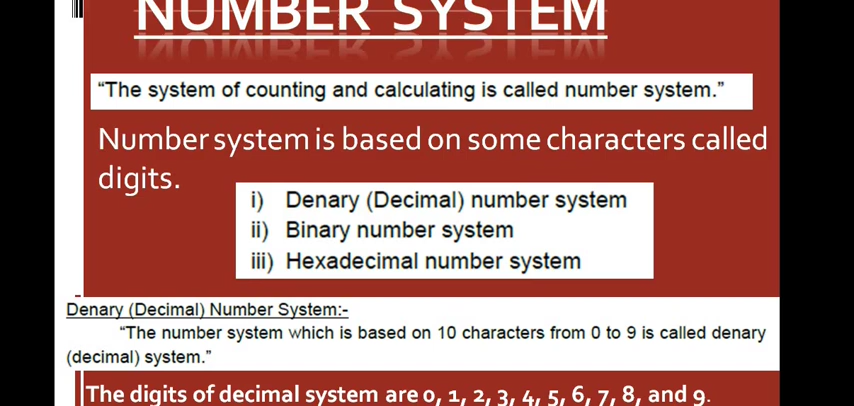 NUMBER SYSTEM
“The system of counting and calculating is called number system.”
Number system is based on some characters called
digits.
i) Denary (Decimal) number system
ii) Binary number system
iii) Hexadecimal number system
Denary (Decimal) Number System:-
“The number system which is based on 10 characters from 0 to 9 is called denary
(decimal) system.”
The digits of decimal system are 0, 1, 2, 3, 4, 5, 6, 7, 8, and 9.